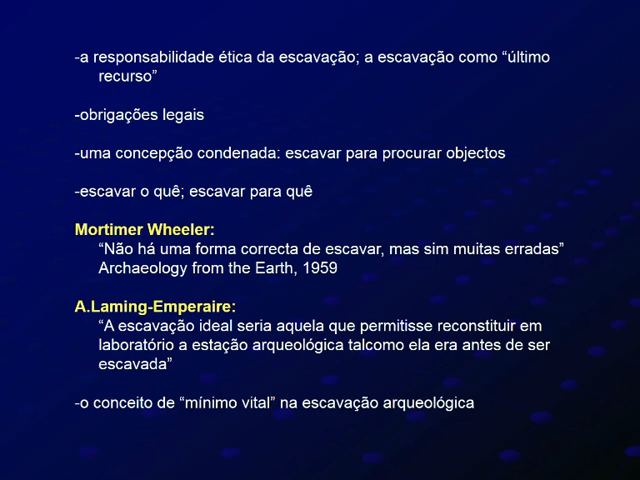 -a responsabilidade ética da escavação; a escavação como “último
recurso”
-obrigações legais
-uma concepção condenada: escavar para procurar objectos
-escavar o quê; escavar para quê
Mortimer Wheeler:
“Não há uma forma correcta de escavar, mas sim muitas erradas”
Archaeology from the Earth, 1959
A.Laming-Emperaire:
“A escavação ideal seria aquela que permitisse reconstituir em
laboratório a estação arqueológica talcomo ela era antes de ser
escavada”
-o conceito de “mínimo vital” na escavação arqueológica